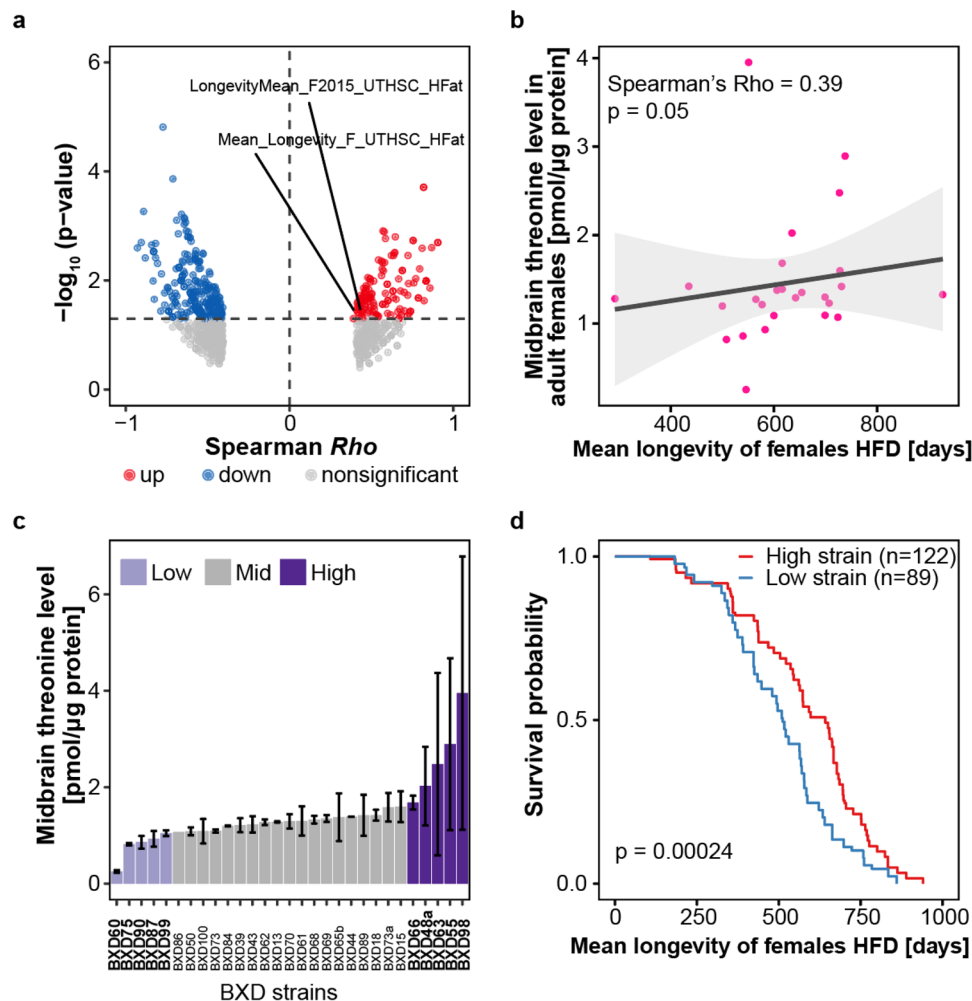 a
6
4
2
0
−log10 (p−value)
LongevityMean_F2015_UTHSC_HFat
Mean_Longevity_F_UTHSC_HFat
−1
0
1
Spearman Rho
up
down
nonsignificant
b
4
3
2
1
Midbrain threonine level in
adult females [pmol/µg protein]
Spearman's Rho = 0.39
p = 0.05
400
600
800
Mean longevity of females HFD [days]
c
6
4
2
0
Midbrain threonine level
[pmol/µg protein]
Low
Mid
High
BXD60
BXD75
BXD90
BXD87
BXD99
BXD86
BXD50
BXD100
BXD73
BXD84
BXD39
BXD43
BXD62
BXD13
BXD70
BXD61
BXD68
BXD69
BXD65b
BXD44
BXD89
BXD18
BXD73a
BXD15
BXD66
BXD48a
BXD63
BXD55
BXD98
BXD strains
d
1.0
0.5
0.0
Survival probability
High strain (n=122)
Low strain (n=89)
p = 0.00024
0
250
500
750
1000
Mean longevity of females HFD [days]